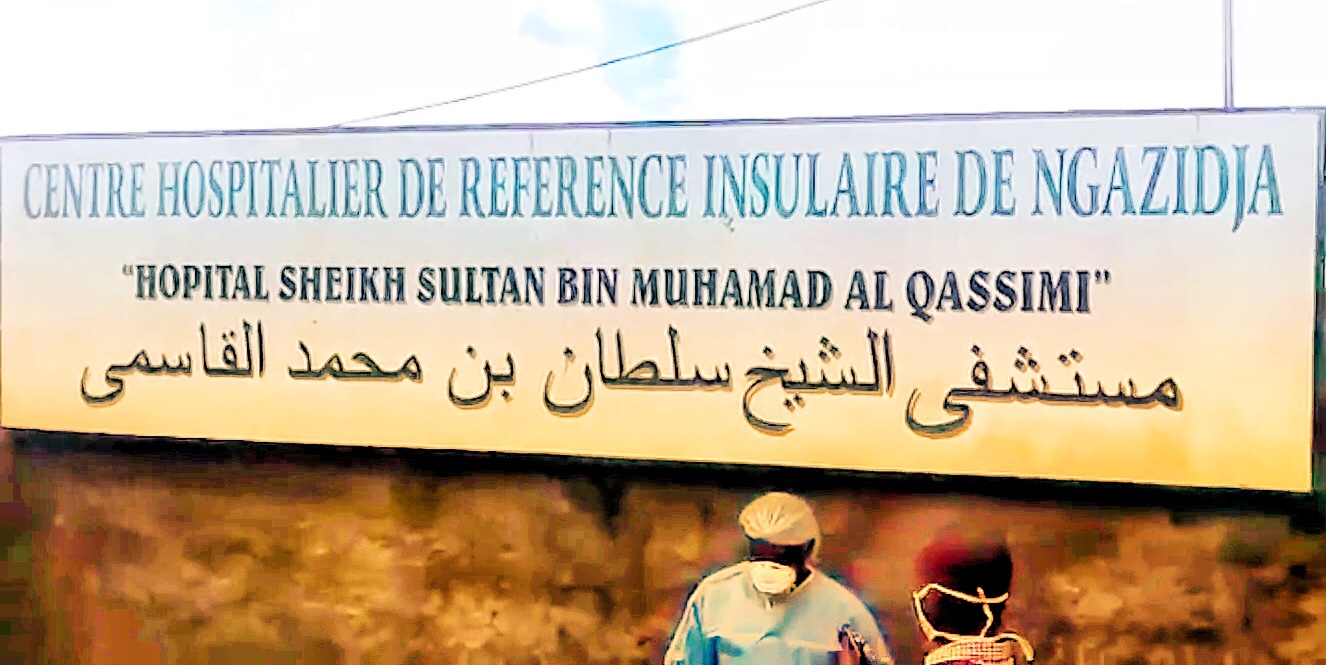 CENTRE HOSPITALIER DE REFERENCE INSULAIRE DE NGAZIDJA
"HOPITAL SHEIKH SULTAN BIN MUHAMAD AL QASSIMI"
مستشفى الشيخ سلطان بن محمد القاسمى